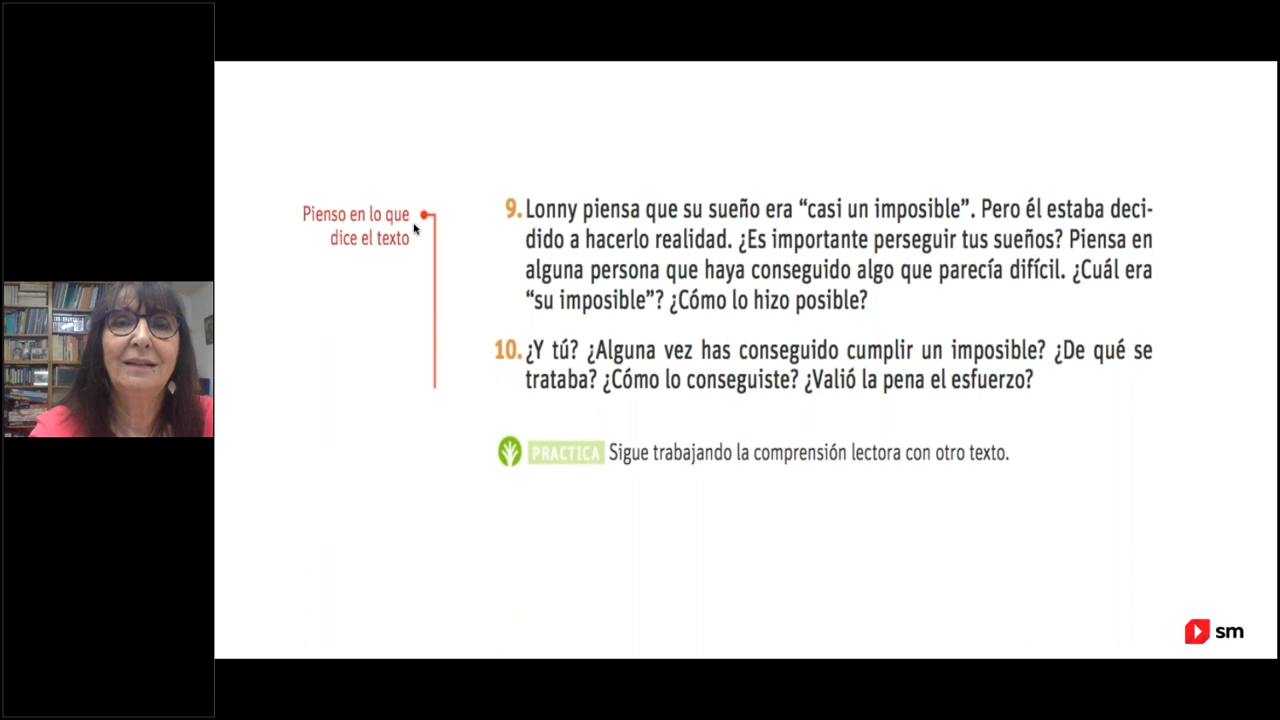 Pienso en lo que
dice el texto
9. Lonny piensa que su sueño era “casi un imposible”. Pero él estaba deci-
dido a hacerlo realidad. ¿Es importante perseguir tus sueños? Piensa en
alguna persona que haya conseguido algo que parecía difícil. ¿Cuál era
“su imposible”? ¿Cómo lo hizo posible?
10. ¿Y tú? ¿Alguna vez has conseguido cumplir un imposible? ¿De qué se
trataba? ¿Cómo lo conseguiste? ¿Valió la pena el esfuerzo?
PRACTICA Sigue trabajando la comprensión lectora con otro texto.
sm